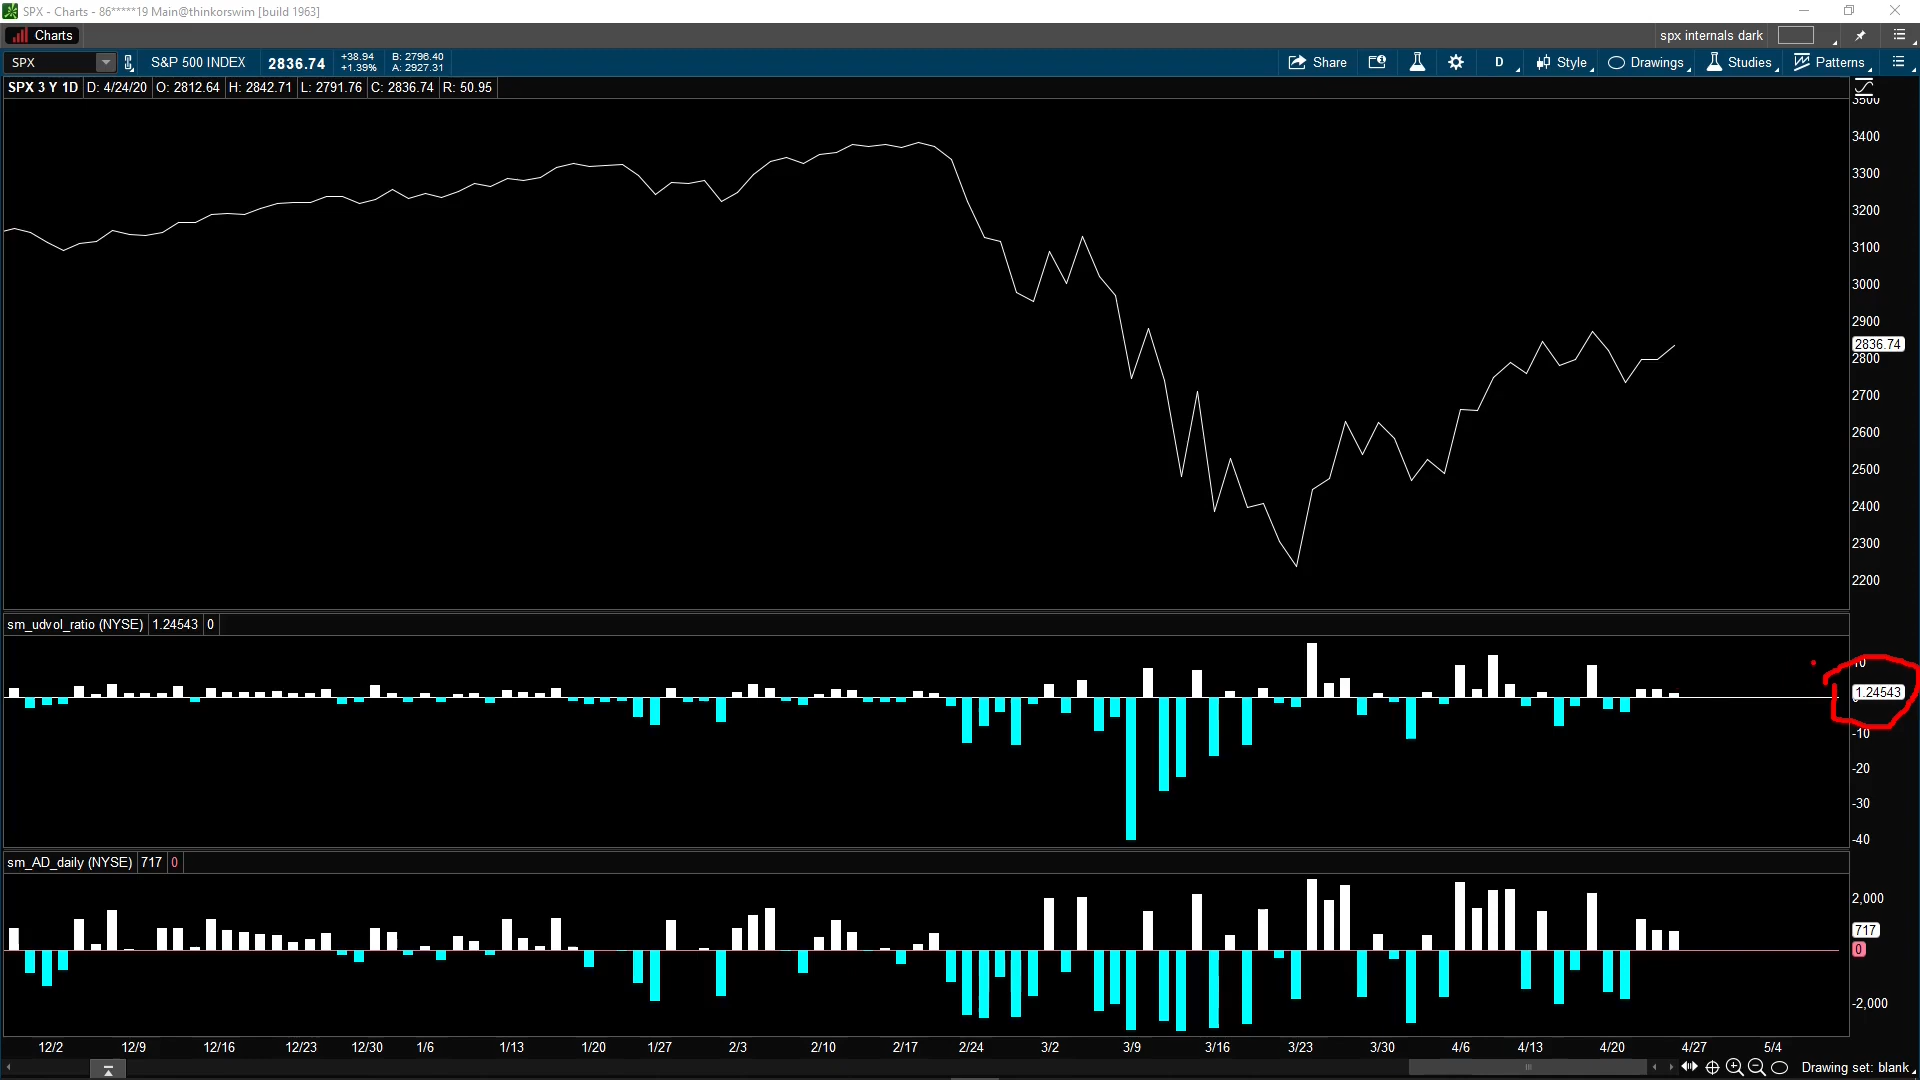 SPX - Charts - 86*****19 Main@thinkorswim [build 1963]
Charts
spx internals dark
SPX
S&P 500 INDEX
2836.74
+38.94
+1.39%
B: 2796.40
A: 2927.31
Share
D
Style
Drawings
Studies
Patterns
SPX 3 Y 1D D: 4/24/20 O: 2812.64 H: 2842.71 L: 2791.76 C: 2836.74 R: 50.95
3500
3400
3300
3200
3100
3000
2900
2836.74
2800
2700
2600
2500
2400
2300
2200
sm_udvol_ratio (NYSE) 1.24543 0
10
1.24543
0
-10
-20
-30
-40
sm_AD_daily (NYSE) 717 0
2,000
717
0
-2,000
12/2 12/9 12/16 12/23 12/30 1/6 1/13 1/20 1/27 2/3 2/10 2/17 2/24 3/2 3/9 3/16 3/23 3/30 4/6 4/13 4/20 4/27 5/4
Drawing set: blank